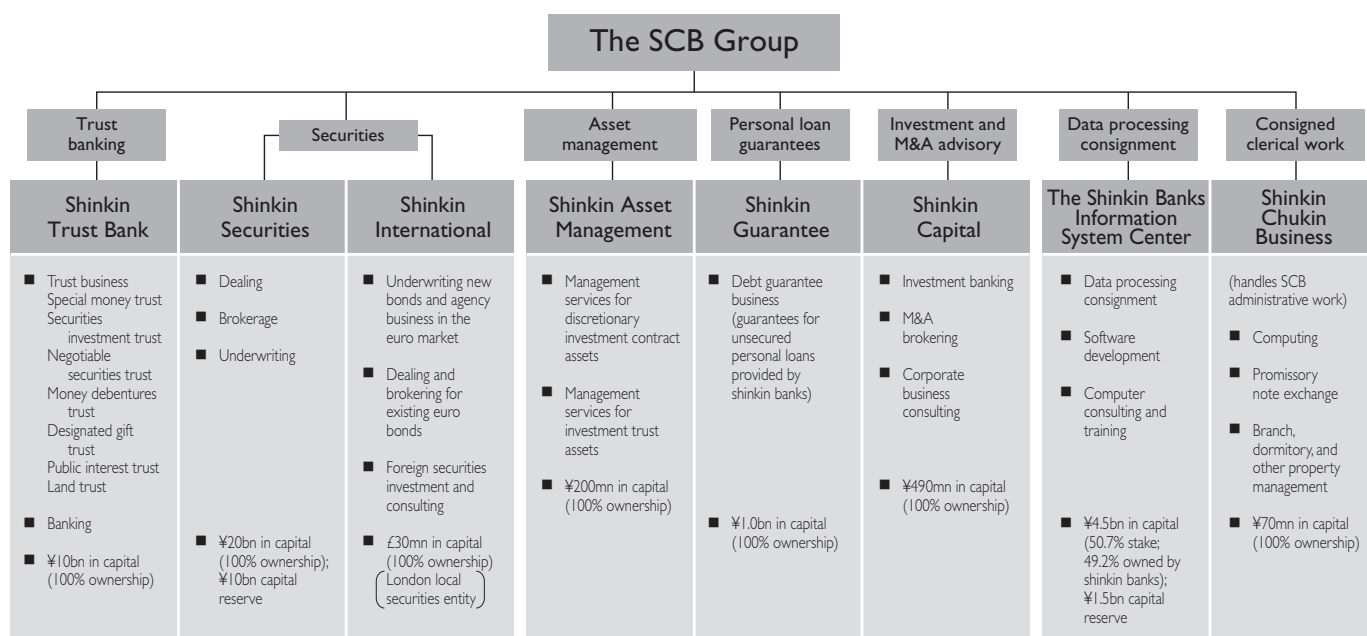 The SCB Group
Trust
banking
Securities
Asset
management
Personal loan
guarantees
Investment and
M&A advisory
Data processing
consignment
Consigned
clerical work
Shinkin
Trust Bank
■ Trust business
Special money trust
Securities
investment trust
Negotiable
securities trust
Money debentures
trust
Designated gift
trust
Public interest trust
Land trust
■ Banking
■ ¥10bn in capital
(100% ownership)
Shinkin
Securities
■ Dealing
■ Brokerage
■ Underwriting
■ ¥20bn in capital
(100% ownership);
¥10bn capital
reserve
Shinkin
International
■ Underwriting new
bonds and agency
business in the
euro market
■ Dealing and
brokering for
existing euro
bonds
■ Foreign securities
investment and
consulting
■ £30mn in capital
(100% ownership)
(London local
securities entity)
Shinkin Asset
Management
■ Management
services for
discretionary
investment contract
assets
■ Management
services for
investment trust
assets
■ ¥200mn in capital
(100% ownership)
Shinkin
Guarantee
■ Debt guarantee
business
(guarantees for
unsecured
personal loans
provided by
shinkin banks)
■ ¥1.0bn in capital
(100% ownership)
Shinkin
Capital
■ Investment banking
■ M&A
brokering
■ Corporate
business
consulting
■ ¥490mn in capital
(100% ownership)
The Shinkin Banks
Information
System Center
■ Data processing
consignment
■ Software
development
■ Computer
consulting and
training
■ ¥4.5bn in capital
(50.7% stake;
49.2% owned by
shinkin banks);
¥1.5bn capital
reserve
Shinkin
Chukin
Business
(handles SCB
administrative work)
■ Computing
■ Promissory
note exchange
■ Branch,
dormitory, and
other property
management
■ ¥70mn in capital
(100% ownership)